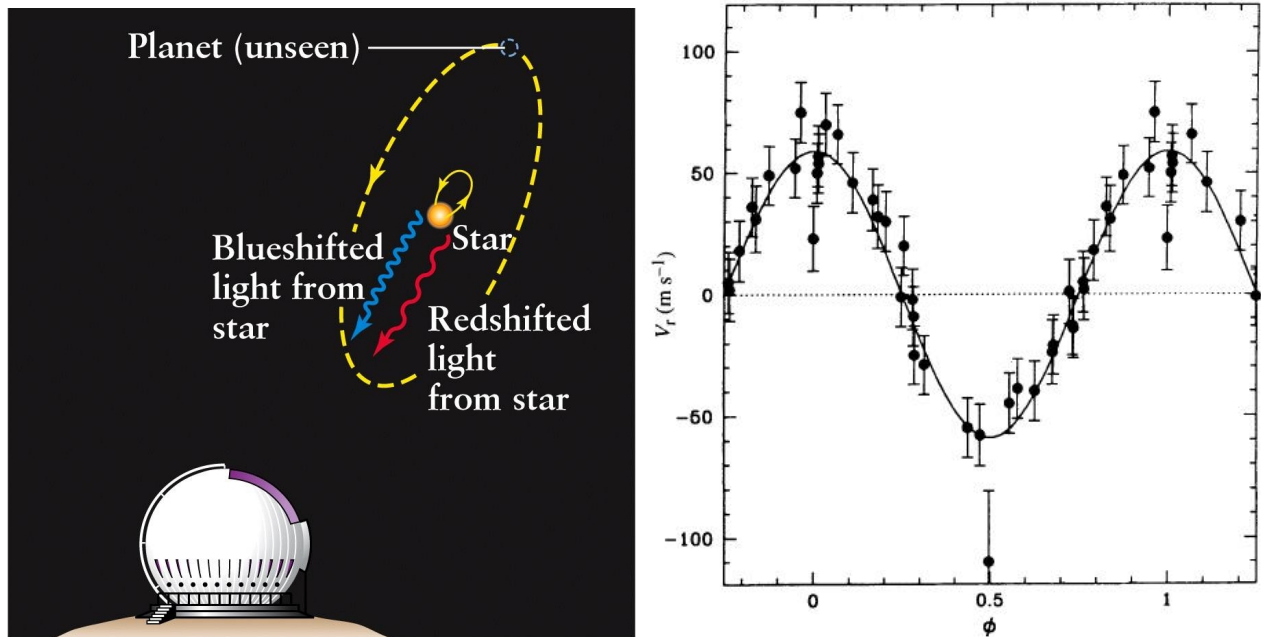 Planet (unseen)
Star
Blueshifted
light from
star
Redshifted
light
from star
100
50
0
-50
-100
V_r (m s⁻¹)
0
0.5
1
ϕ